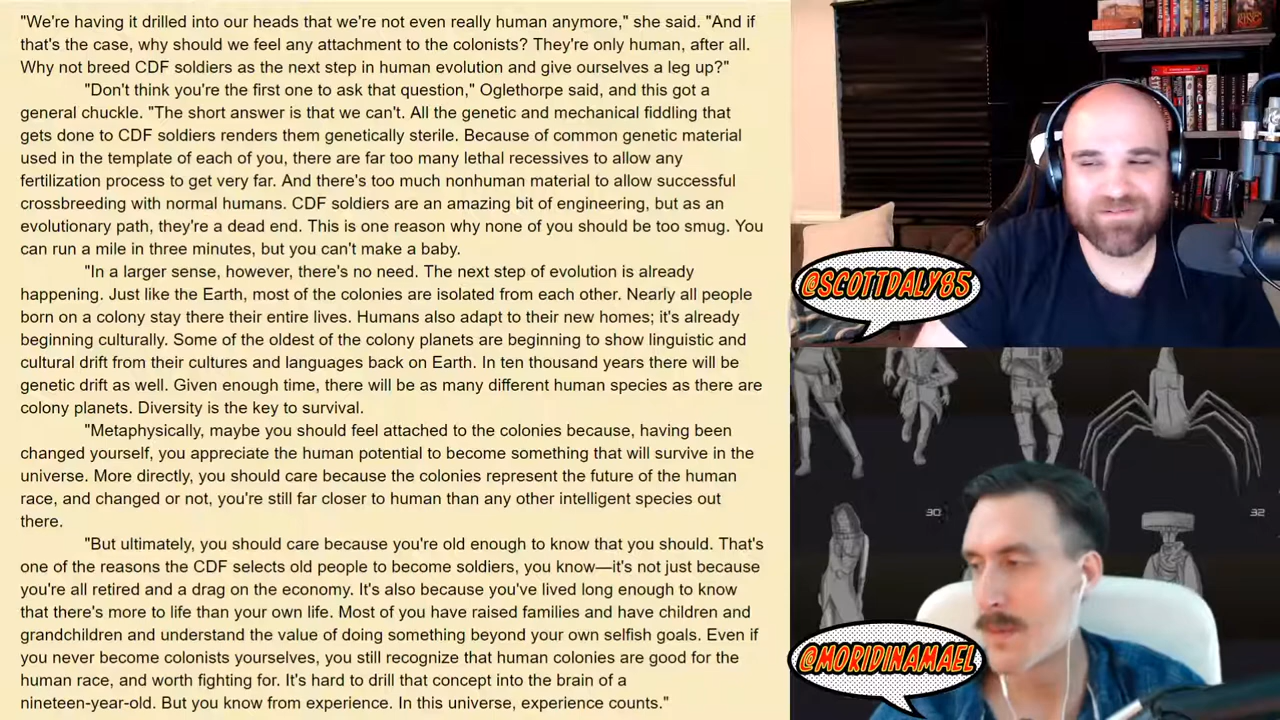 "We're having it drilled into our heads that we're not even really human anymore," she said. "And if
that's the case, why should we feel any attachment to the colonists? They're only human, after all.
Why not breed CDF soldiers as the next step in human evolution and give ourselves a leg up?"
"Don't think you're the first one to ask that question," Oglethorpe said, and this got a
general chuckle. "The short answer is that we can't. All the genetic and mechanical fiddling that
gets done to CDF soldiers renders them genetically sterile. Because of common genetic material
used in the template of each of you, there are far too many lethal recessives to allow any
fertilization process to get very far. And there's too much nonhuman material to allow successful
crossbreeding with normal humans. CDF soldiers are an amazing bit of engineering, but as an
evolutionary path, they're a dead end. This is one reason why none of you should be too smug. You
can run a mile in three minutes, but you can't make a baby.
"In a larger sense, however, there's no need. The next step of evolution is already
happening. Just like the Earth, most of the colonies are isolated from each other. Nearly all people
born on a colony stay there their entire lives. Humans also adapt to their new homes; it's already
beginning culturally. Some of the oldest of the colony planets are beginning to show linguistic and
cultural drift from their cultures and languages back on Earth. In ten thousand years there will be
genetic drift as well. Given enough time, there will be as many different human species as there are
colony planets. Diversity is the key to survival.
"Metaphysically, maybe you should feel attached to the colonies because, having been
changed yourself, you appreciate the human potential to become something that will survive in the
universe. More directly, you should care because the colonies represent the future of the human
race, and changed or not, you're still far closer to human than any other intelligent species out
there.
"But ultimately, you should care because you're old enough to know that you should. That's
one of the reasons the CDF selects old people to become soldiers, you know—it's not just because
you're all retired and a drag on the economy. It's also because you've lived long enough to know
that there's more to life than your own life. Most of you have raised families and have children and
grandchildren and understand the value of doing something beyond your own selfish goals. Even if
you never become colonists yourselves, you still recognize that human colonies are good for the
human race, and worth fighting for. It's hard to drill that concept into the brain of a
nineteen-year-old. But you know from experience. In this universe, experience counts."
@SCOTTDALY85
30
32
@MORIDINAMAEL